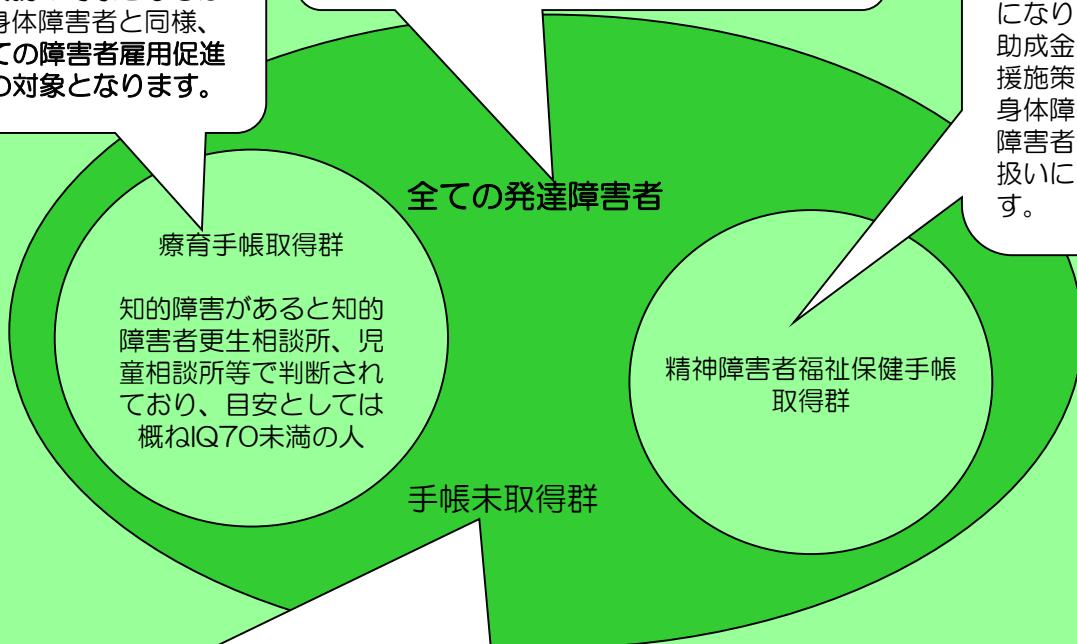 身体障害者と同様、
ての障害者雇用促進
の対象となります。
になり
助成金
援施策
身体障
障害者
扱いに
す。
全ての発達障害者
療育手帳取得群
知的障害があると知的
障害者更生相談所、児
童相談所等で判断され
ており、目安としては
概ねIQ70未満の人
精神障害者福祉保健手帳
取得群
手帳未取得群